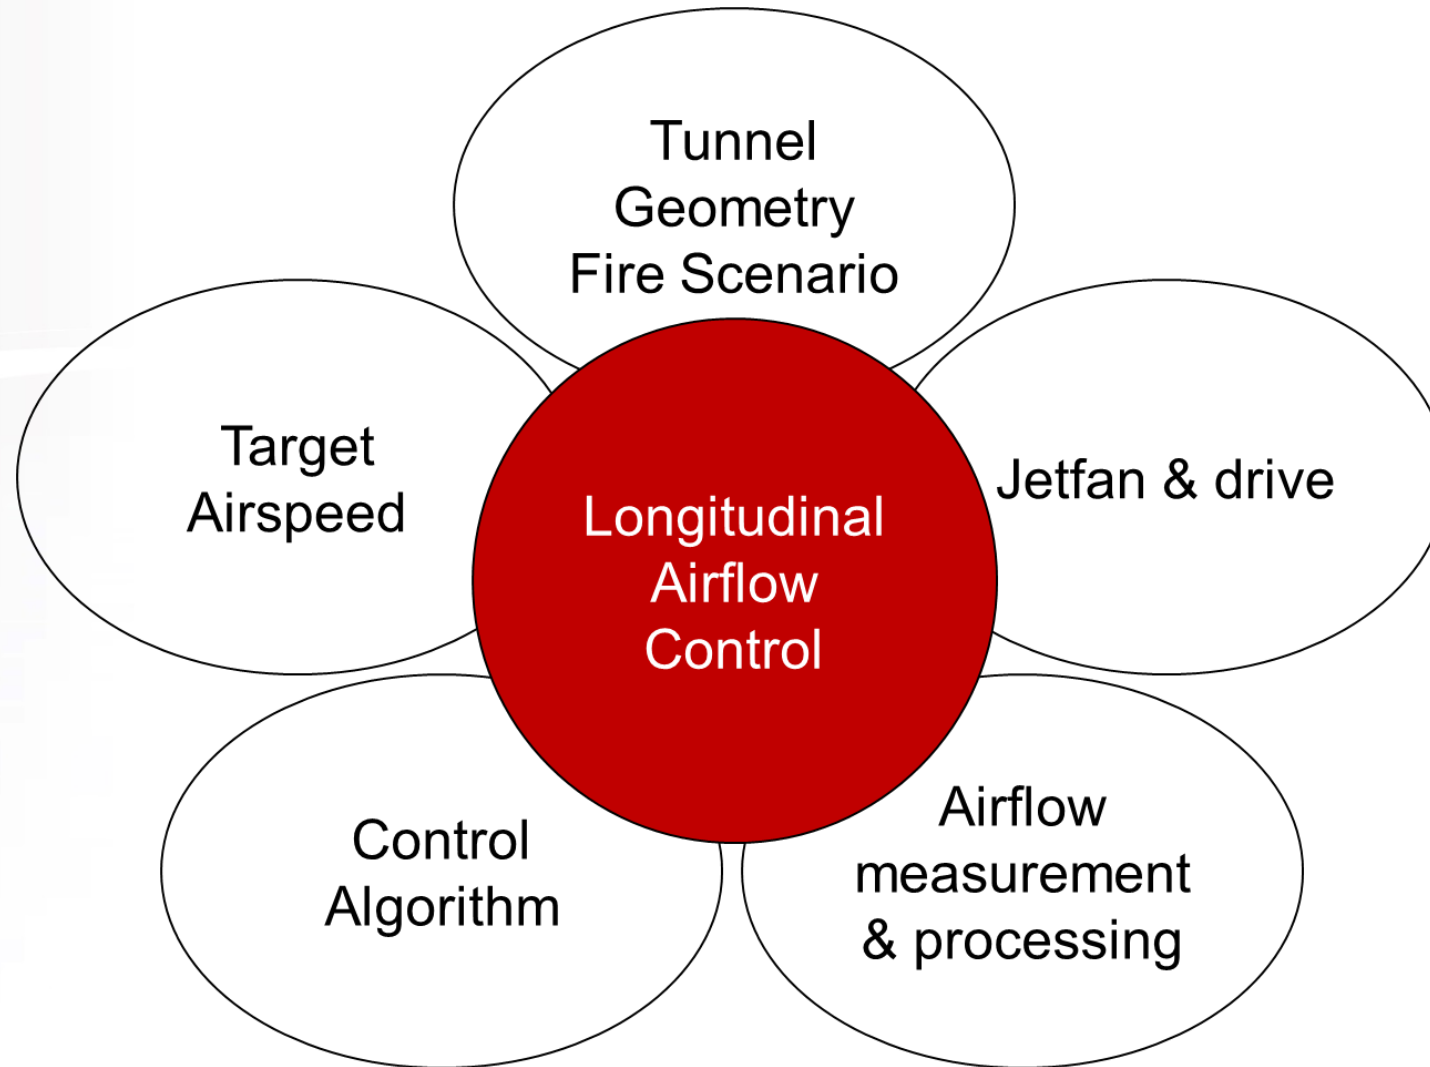 Tunnel
Geometry
Fire Scenario
Target
Airspeed
Jetfan & drive
Longitudinal
Airflow
Control
Control
Algorithm
Airflow
measurement
& processing